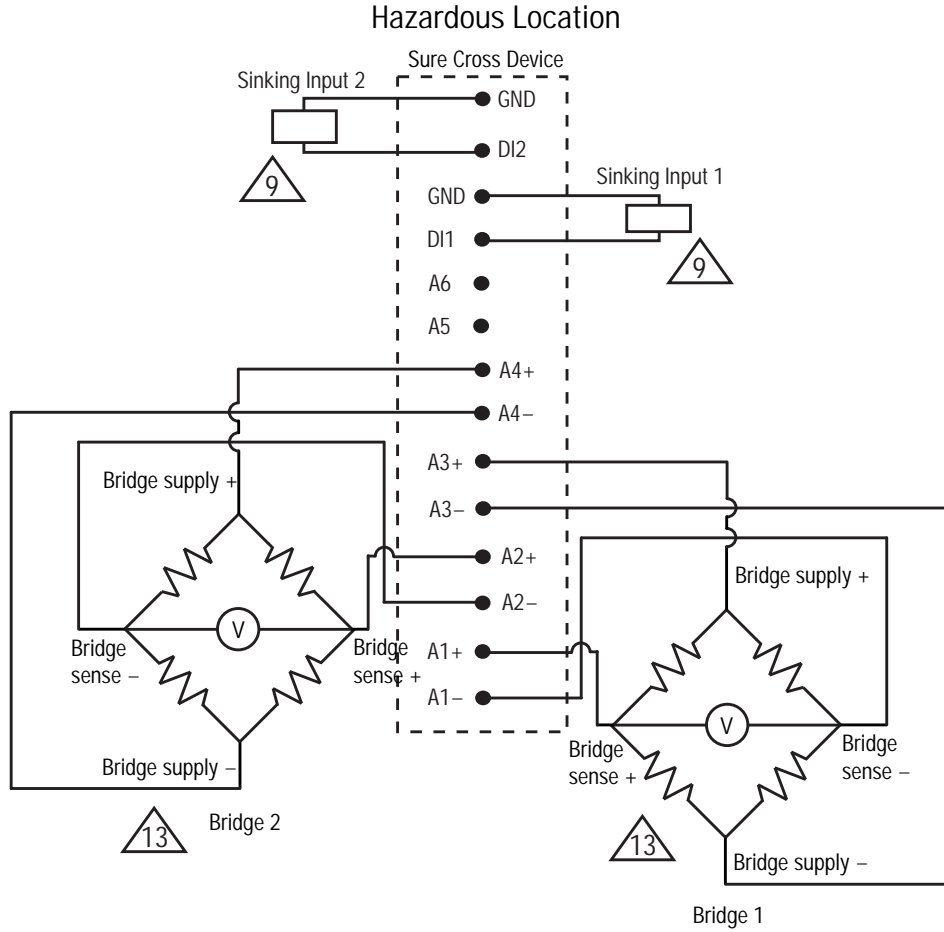 Hazardous Location
Sure Cross Device
Sinking Input 2
GND
DI2
9
Sinking Input 1
GND
DI1
9
A6
A5
A4+
A4–
A3+
Bridge supply +
A3–
A2+
Bridge supply +
A2–
V
Bridge
sense –
Bridge
sense +
A1+
A1–
V
Bridge
sense +
Bridge
sense –
Bridge supply –
13
Bridge 2
13
Bridge supply –
Bridge 1